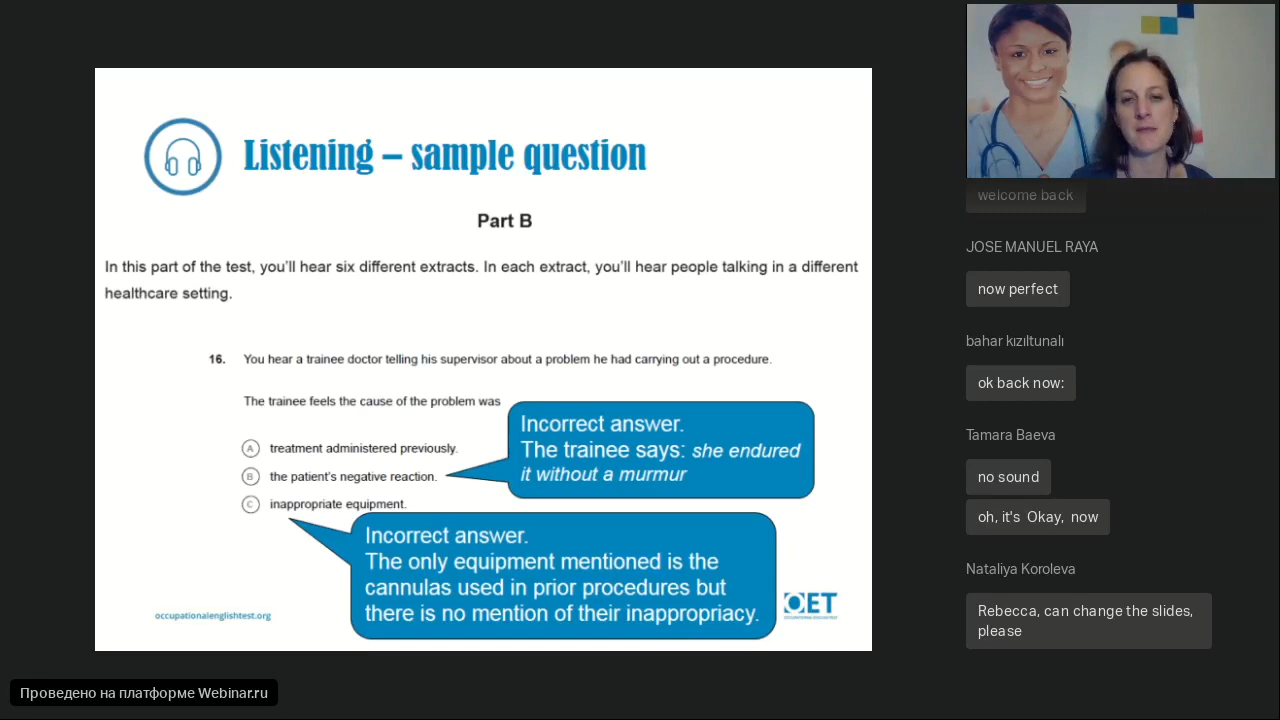 Listening – sample question
Part B
In this part of the test, you'll hear six different extracts. In each extract, you'll hear people talking in a different
healthcare setting.
16. You hear a trainee doctor telling his supervisor about a problem he had carrying out a procedure.
The trainee feels the cause of the problem was
A treatment administered previously.
B the patient's negative reaction.
C inappropriate equipment.
Incorrect answer.
The trainee says: she endured
it without a murmur
Incorrect answer.
The only equipment mentioned is the
cannulas used in prior procedures but
there is no mention of their inappropriacy.
occupationalenglishtest.org
OET
welcome back
JOSE MANUEL RAYA
now perfect
bahar kızıltunalı
ok back now:
Tamara Baeva
no sound
oh, it's Okay, now
Nataliya Koroleva
Rebecca, can change the slides,
please
Проведено на платформе Webinar.ru